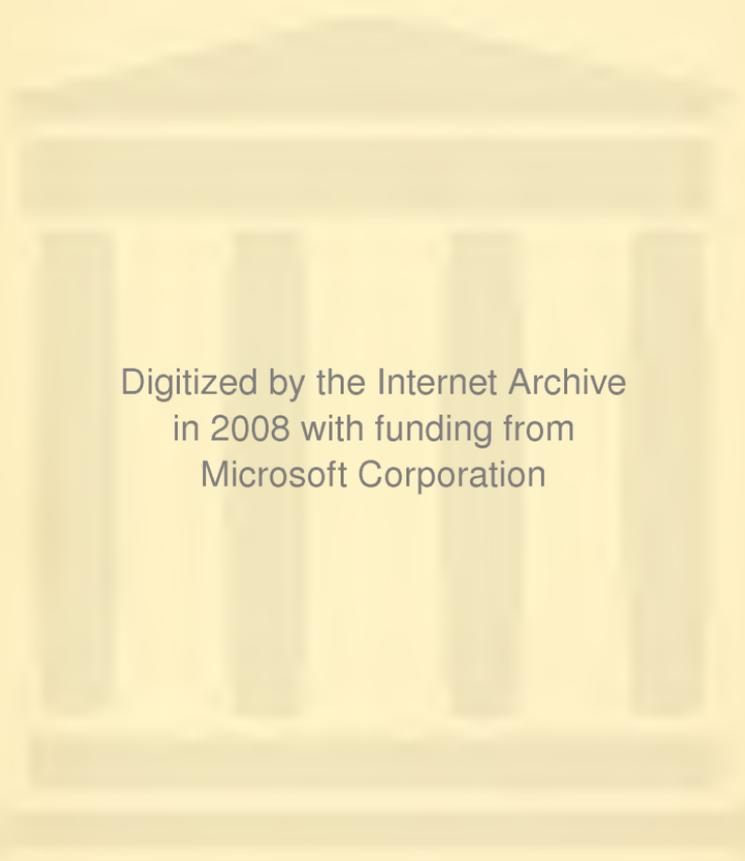 Digitized by the Internet Archive
in 2008 with funding from
Microsoft Corporation